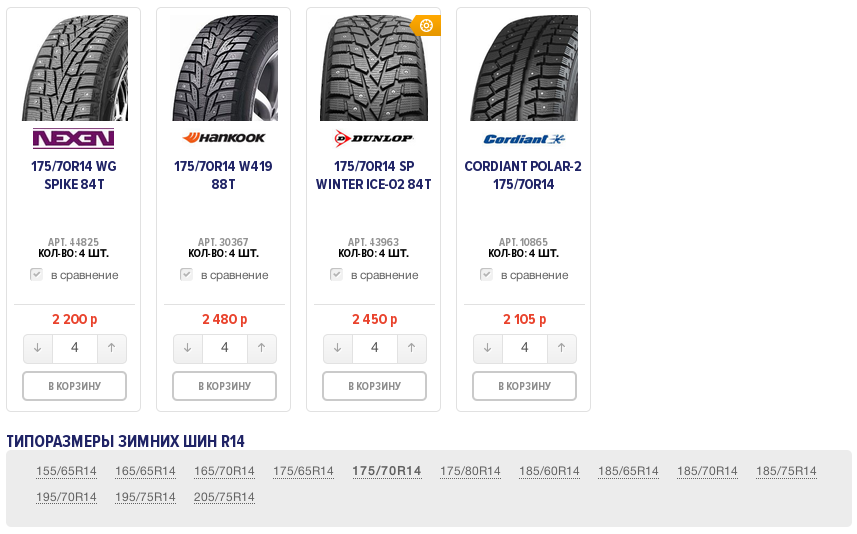 NEXEN
175/70R14 WG
SPIKE 84T
АРТ. 44825
КОЛ-ВО: 4 ШТ.
в сравнение
2 200 р
4
В КОРЗИНУ
HANKOOK
175/70R14 W419
88T
АРТ. 30367
КОЛ-ВО: 4 ШТ.
в сравнение
2 480 р
4
В КОРЗИНУ
DUNLOP
175/70R14 SP
WINTER ICE-02 84T
АРТ. 43963
КОЛ-ВО: 4 ШТ.
в сравнение
2 450 р
4
В КОРЗИНУ
Cordiant
CORDIANT POLAR-2
175/70R14
АРТ. 10865
КОЛ-ВО: 4 ШТ.
в сравнение
2 105 р
4
В КОРЗИНУ
ТИПОРАЗМЕРЫ ЗИМНИХ ШИН R14
155/65R14 165/65R14 165/70R14 175/65R14 175/70R14 175/80R14 185/60R14 185/65R14 185/70R14 185/75R14
195/70R14 195/75R14 205/75R14